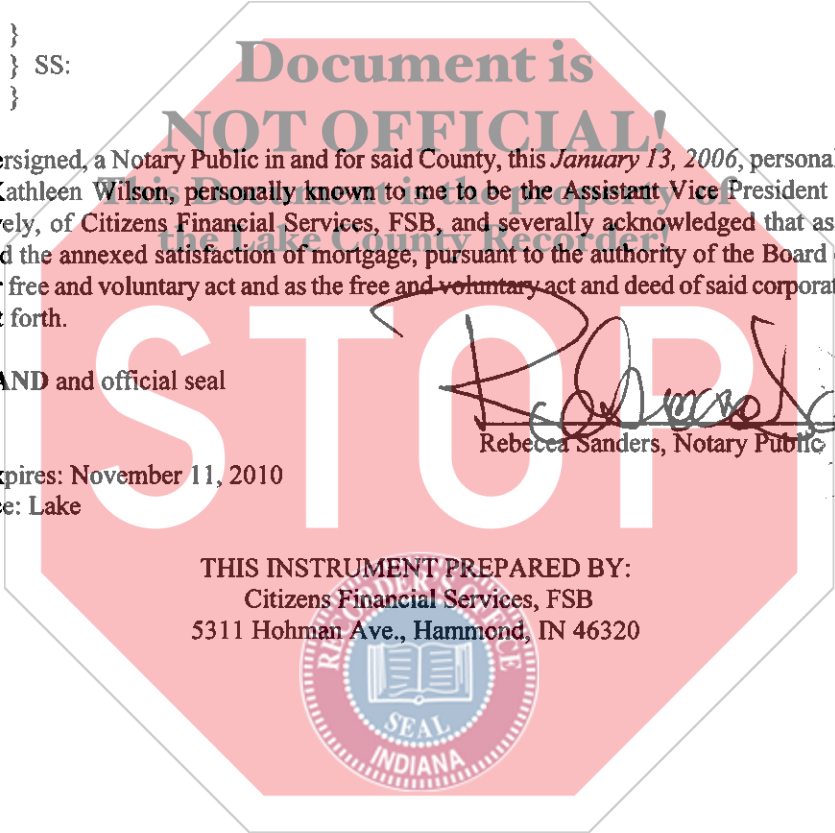 }
} SS:
}
Document is
NOT OFFICIAL!
This Document is the property of
the Lake County Recorder!
ersigned, a Notary Public in and for said County, this January 13, 2006, personal
Kathleen Wilson, personally known to me to be the Assistant Vice President
vely, of Citizens Financial Services, FSB, and severally acknowledged that as
d the annexed satisfaction of mortgage, pursuant to the authority of the Board
r free and voluntary act and as the free and voluntary act and deed of said corporat
t forth.
STOP
AND and official seal
Rebecca Sanders, Notary Public
xpires: November 11, 2010
ce: Lake
THIS INSTRUMENT PREPARED BY:
Citizens Financial Services, FSB
5311 Hohman Ave., Hammond, IN 46320
RECORDER'S OFFICE
SEAL
INDIANA